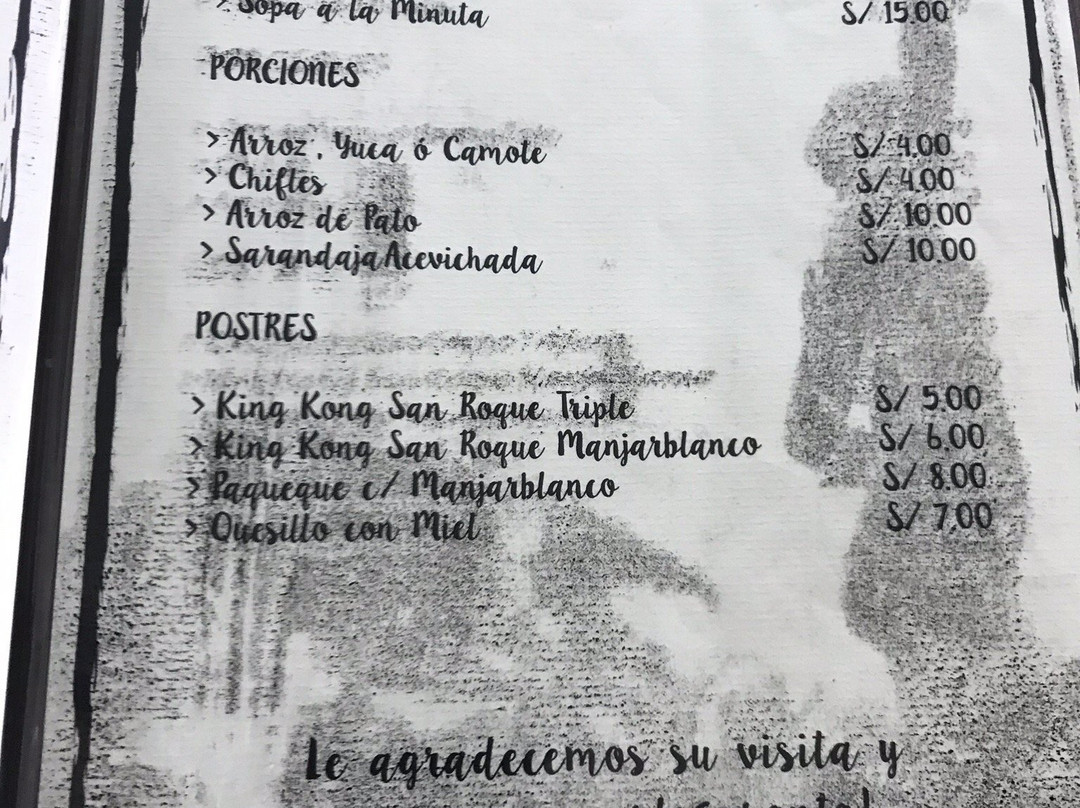 > Sopa a la Minuta S/ 15.00
PORCIONES
> Arroz, Yuca ó Camote S/ 4.00
> Chifles S/ 4.00
> Arroz de Pato S/ 10.00
> Sarandaja Acevichada S/ 10.00
POSTRES
> King Kong San Roque Triple S/ 5.00
> King Kong San Roque Manjarblanco S/ 6.00
> Paqueque c/ Manjarblanco S/ 8.00
> Quesillo con Miel S/ 7.00
Le agradecemos su visita y